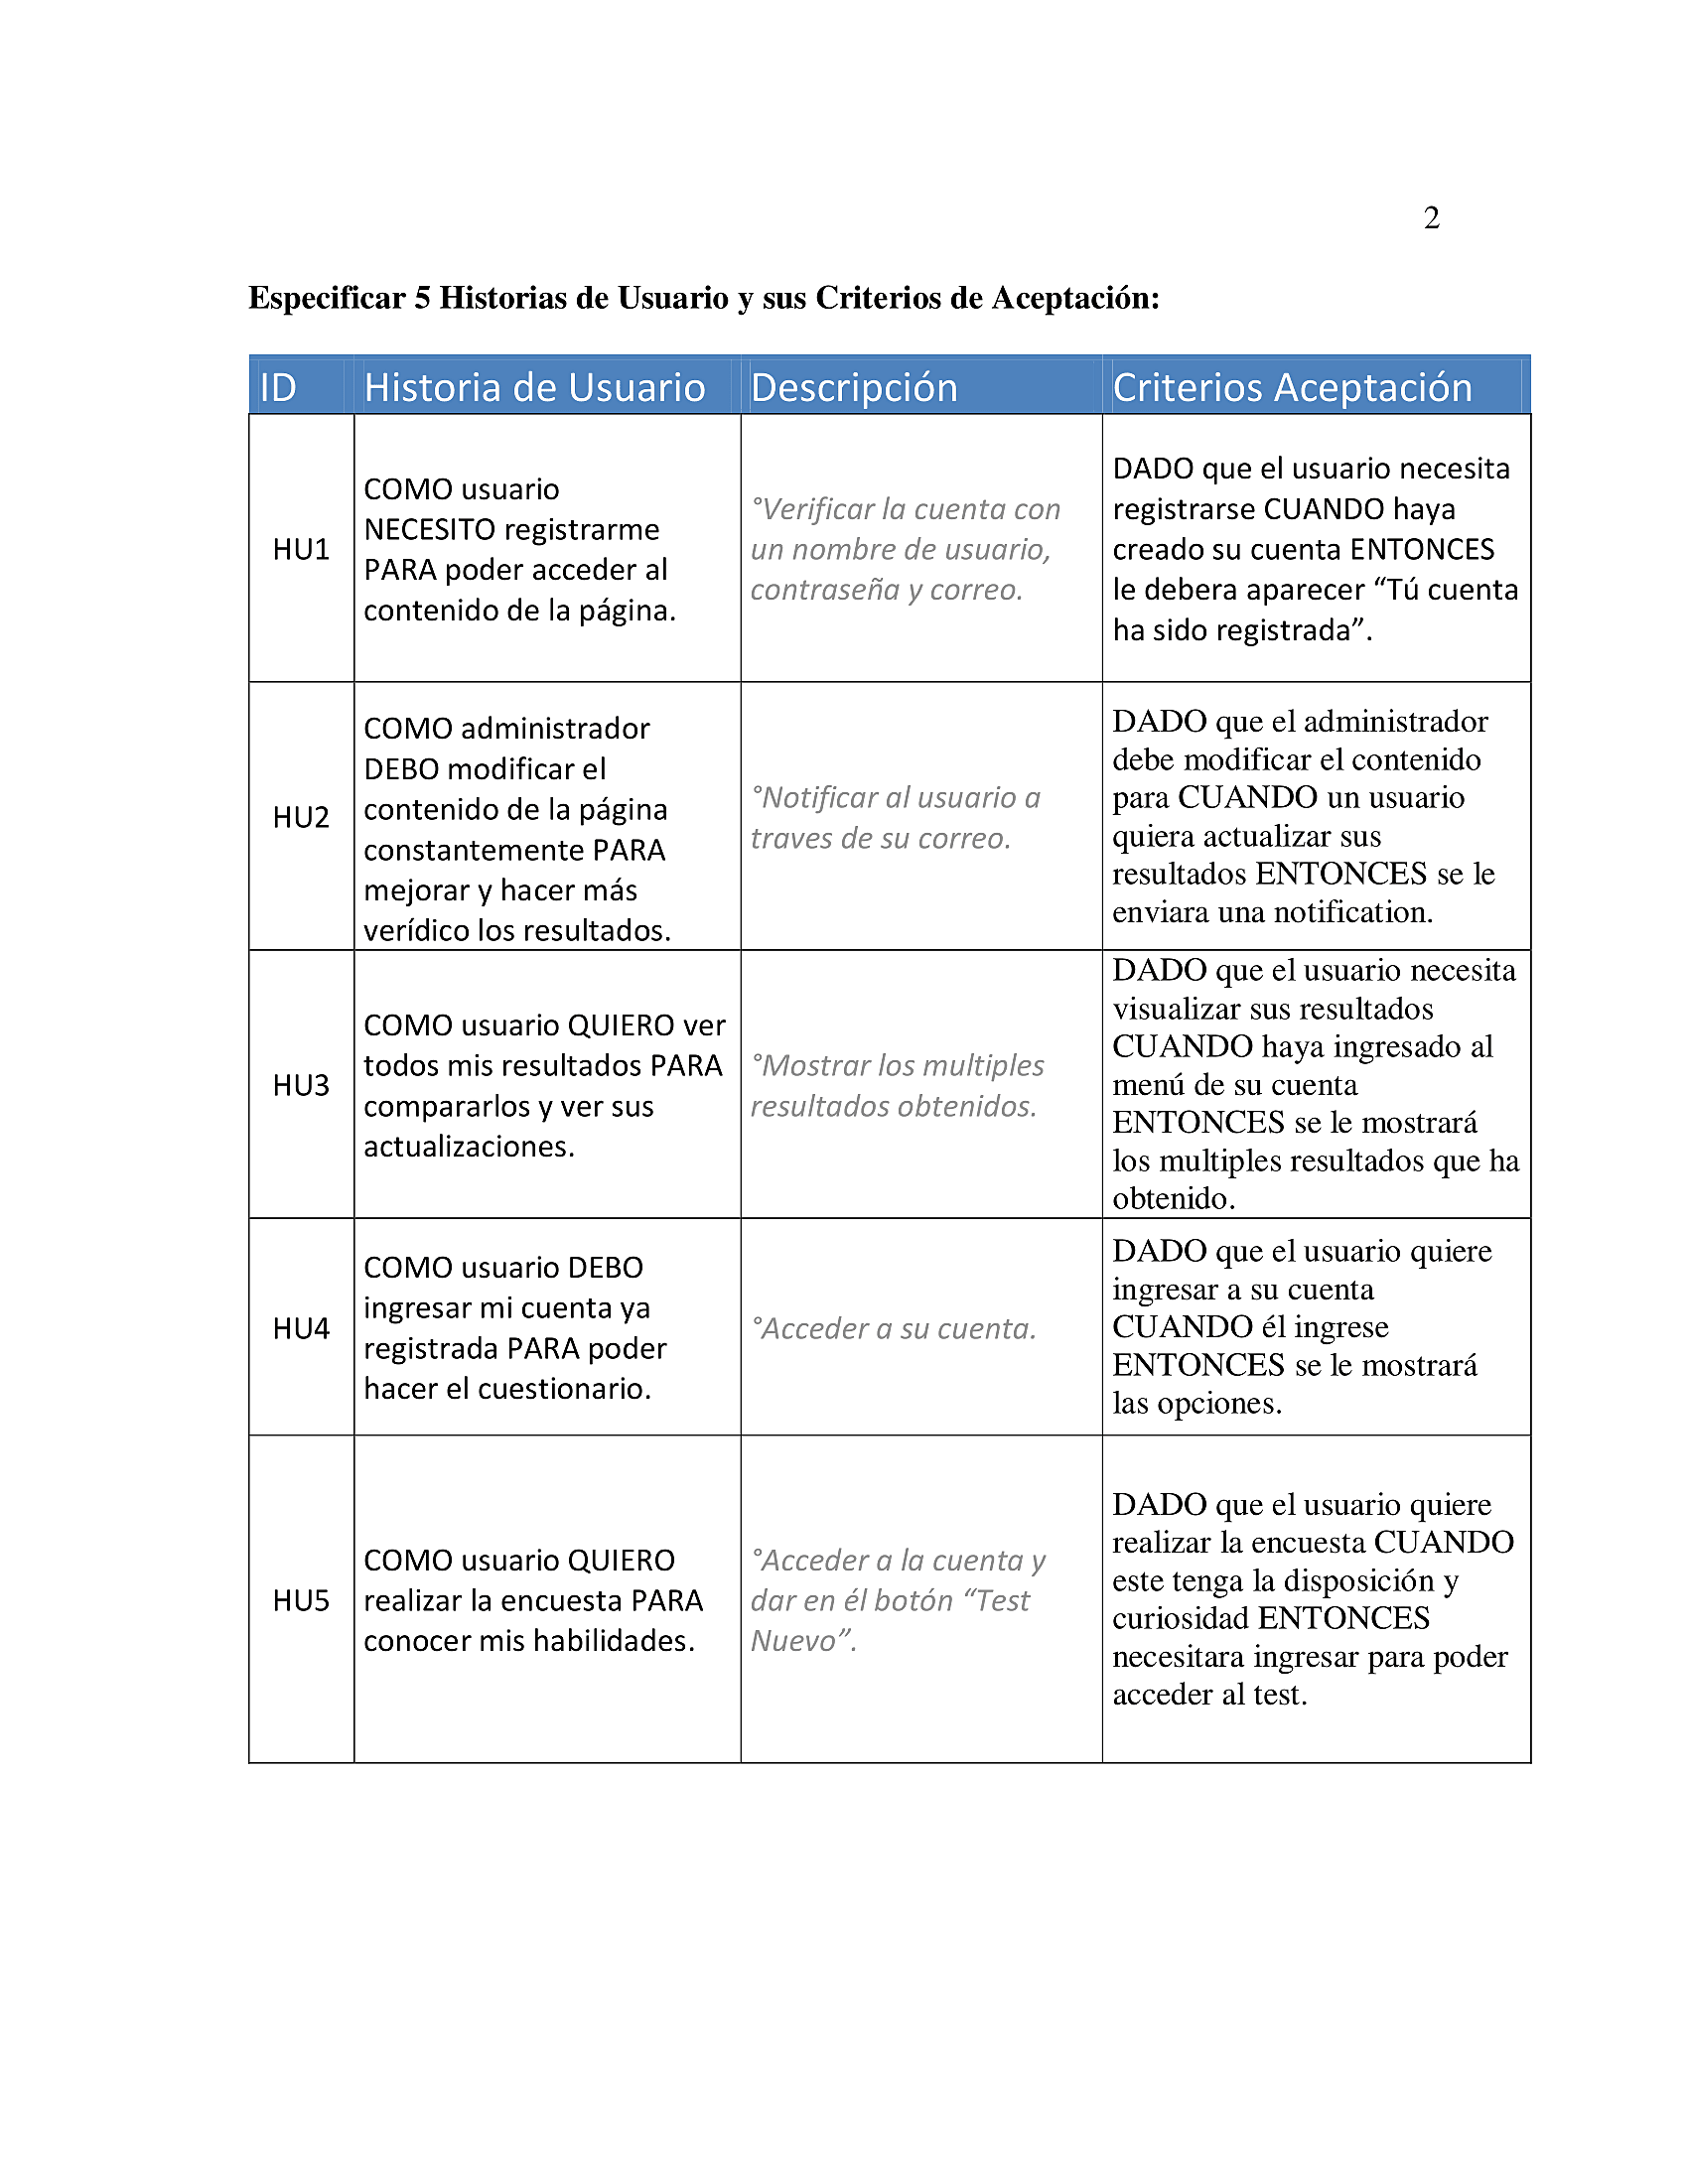 2
Especificar 5 Historias de Usuario y sus Criterios de Aceptación:
ID Historia de Usuario Descripción Criterios Aceptación
HU1
COMO usuario
NECESITO registrarme
PARA poder acceder al
contenido de la página.
°Verificar la cuenta con
un nombre de usuario,
contraseña y correo.
DADO que el usuario necesita
registrarse CUANDO haya
creado su cuenta ENTONCES
le debera aparecer “Tú cuenta
ha sido registrada”.
HU2
COMO administrador
DEBO modificar el
contenido de la página
constantemente PARA
mejorar y hacer más
verídico los resultados.
°Notificar al usuario a
traves de su correo.
DADO que el administrador
debe modificar el contenido
para CUANDO un usuario
quiera actualizar sus
resultados ENTONCES se le
enviara una notification.
HU3
COMO usuario QUIERO ver
todos mis resultados PARA
compararlos y ver sus
actualizaciones.
°Mostrar los multiples
resultados obtenidos.
DADO que el usuario necesita
visualizar sus resultados
CUANDO haya ingresado al
menú de su cuenta
ENTONCES se le mostrará
los multiples resultados que ha
obtenido.
HU4
COMO usuario DEBO
ingresar mi cuenta ya
registrada PARA poder
hacer el cuestionario.
°Acceder a su cuenta.
DADO que el usuario quiere
ingresar a su cuenta
CUANDO él ingrese
ENTONCES se le mostrará
las opciones.
HU5
COMO usuario QUIERO
realizar la encuesta PARA
conocer mis habilidades.
°Acceder a la cuenta y
dar en él botón “Test
Nuevo”.
DADO que el usuario quiere
realizar la encuesta CUANDO
este tenga la disposición y
curiosidad ENTONCES
necesitara ingresar para poder
acceder al test.